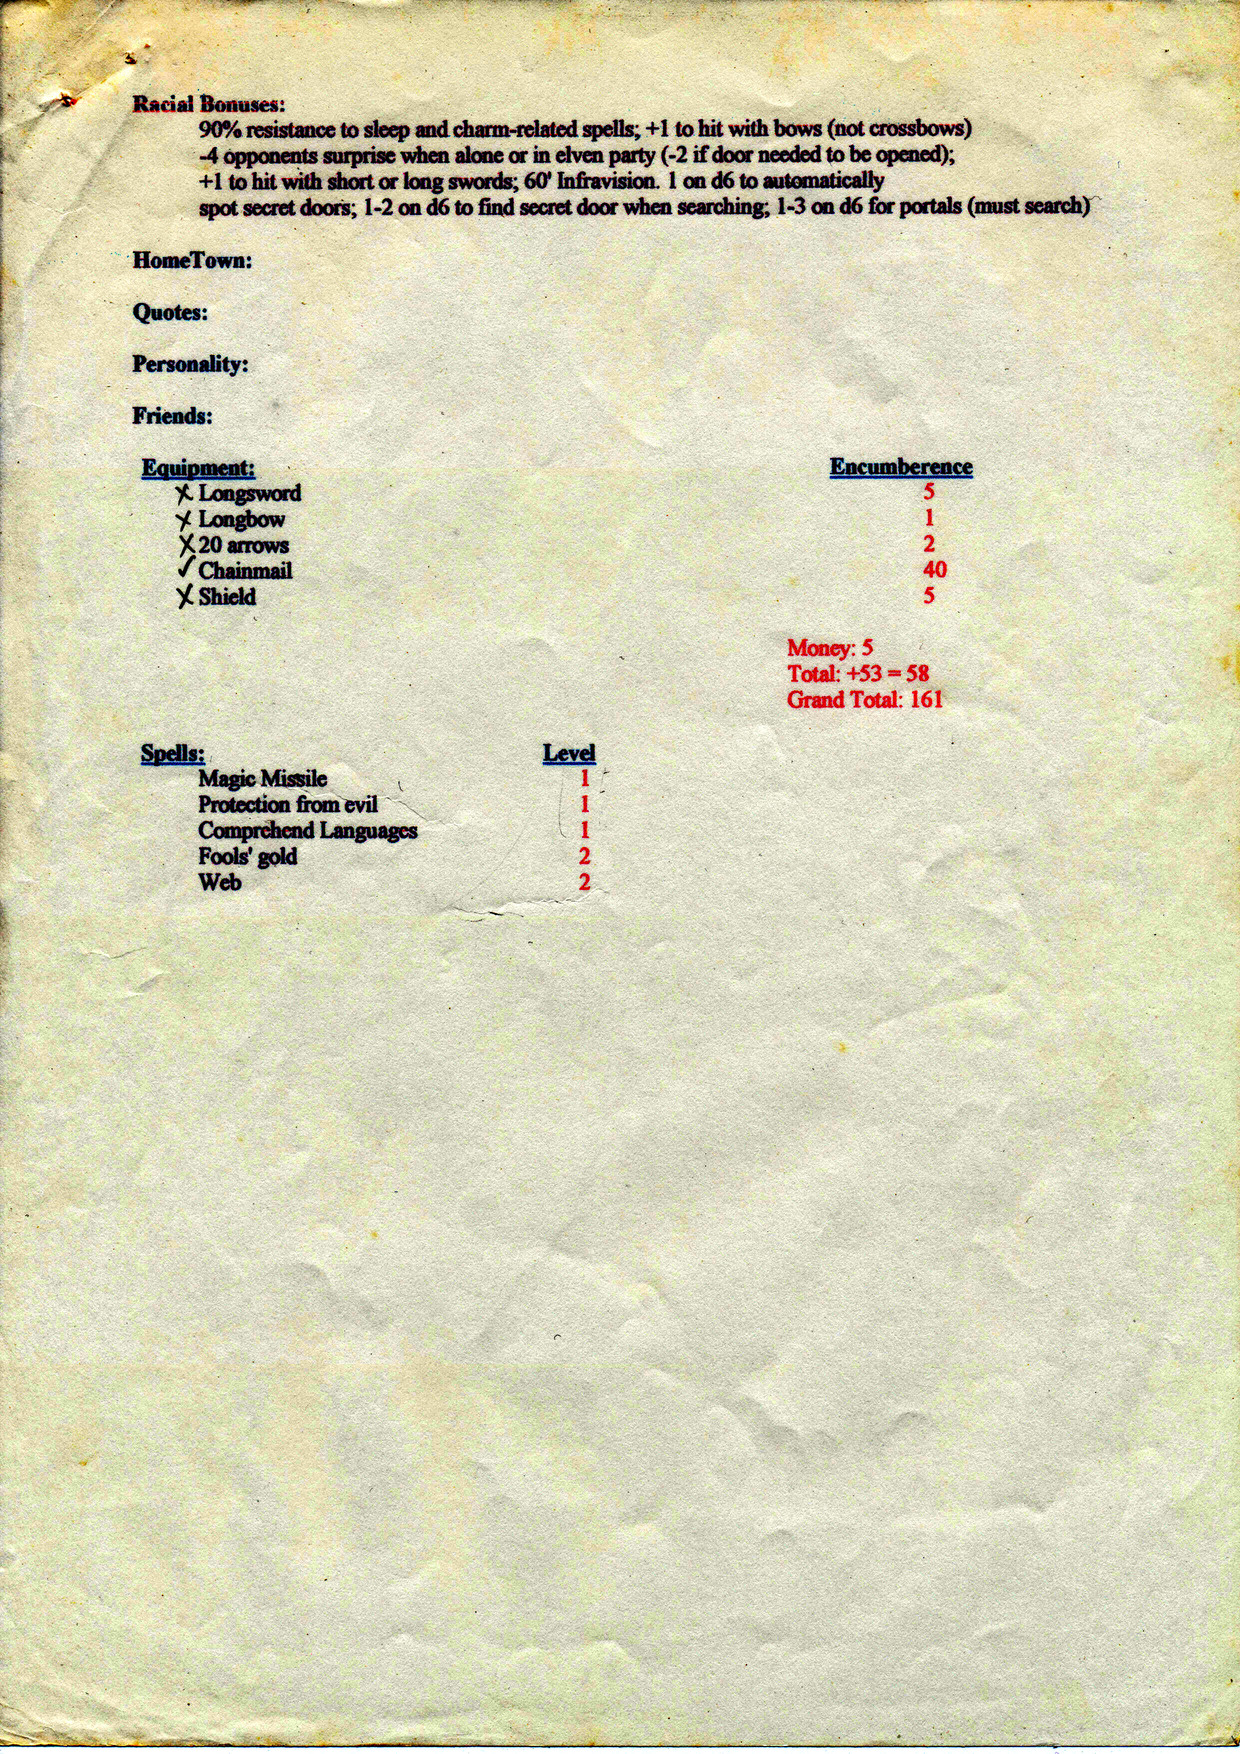 Racial Bonuses:
90% resistance to sleep and charm-related spells; +1 to hit with bows (not crossbows)
-4 opponents surprise when alone or in elven party (-2 if door needed to be opened);
+1 to hit with short or long swords; 60' Infravision. 1 on d6 to automatically
spot secret doors; 1-2 on d6 to find secret door when searching; 1-3 on d6 for portals (must search)
HomeTown:
Quotes:
Personality:
Friends:
Equipment: Encumberence
X Longsword 5
X Longbow 1
X 20 arrows 2
✓ Chainmail 40
X Shield 5
Money: 5
Total: +53 = 58
Grand Total: 161
Spells: Level
Magic Missile 1
Protection from evil 1
Comprehend Languages 1
Fools' gold 2
Web 2